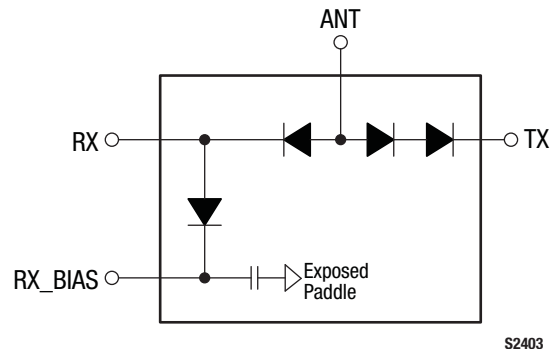 ANT
RX
TX
RX_BIAS
Exposed
Paddle
S2403